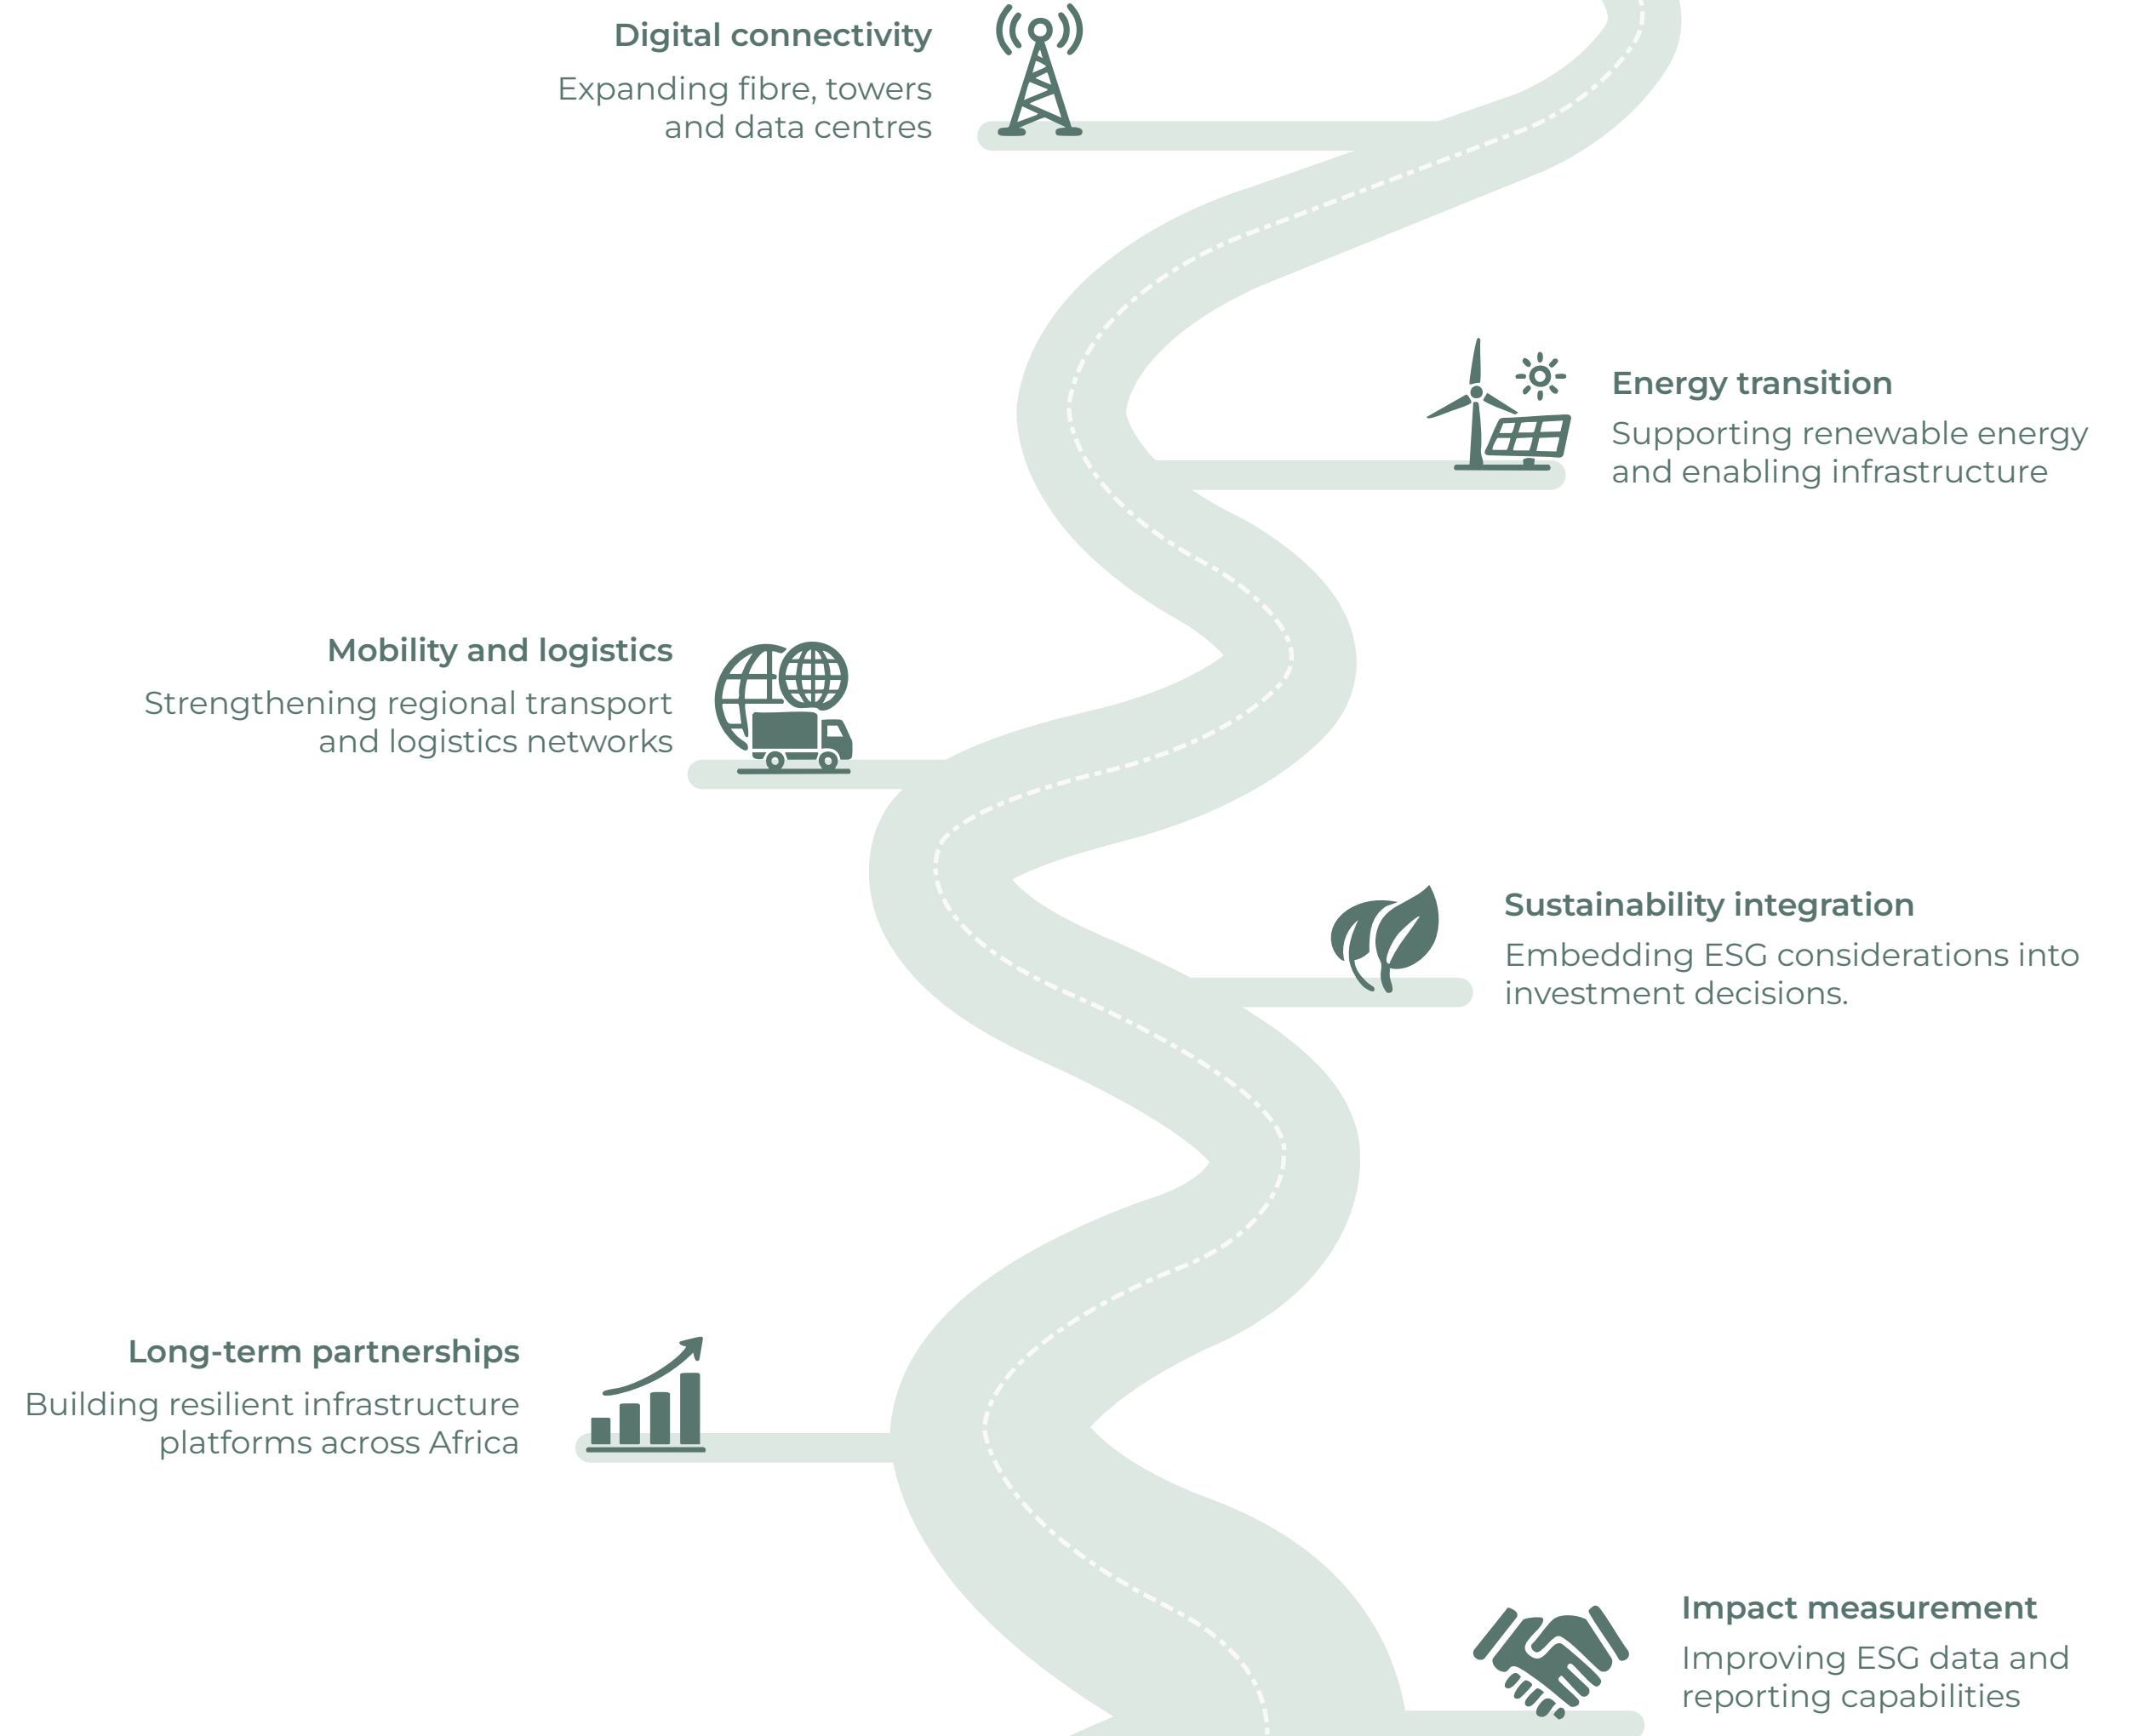 Digital connectivity
Expanding fibre, towers
and data centres
Energy transition
Supporting renewable energy
and enabling infrastructure
Mobility and logistics
Strengthening regional transport
and logistics networks
Sustainability integration
Embedding ESG considerations into
investment decisions.
Long-term partnerships
Building resilient infrastructure
platforms across Africa
Impact measurement
Improving ESG data and
reporting capabilities